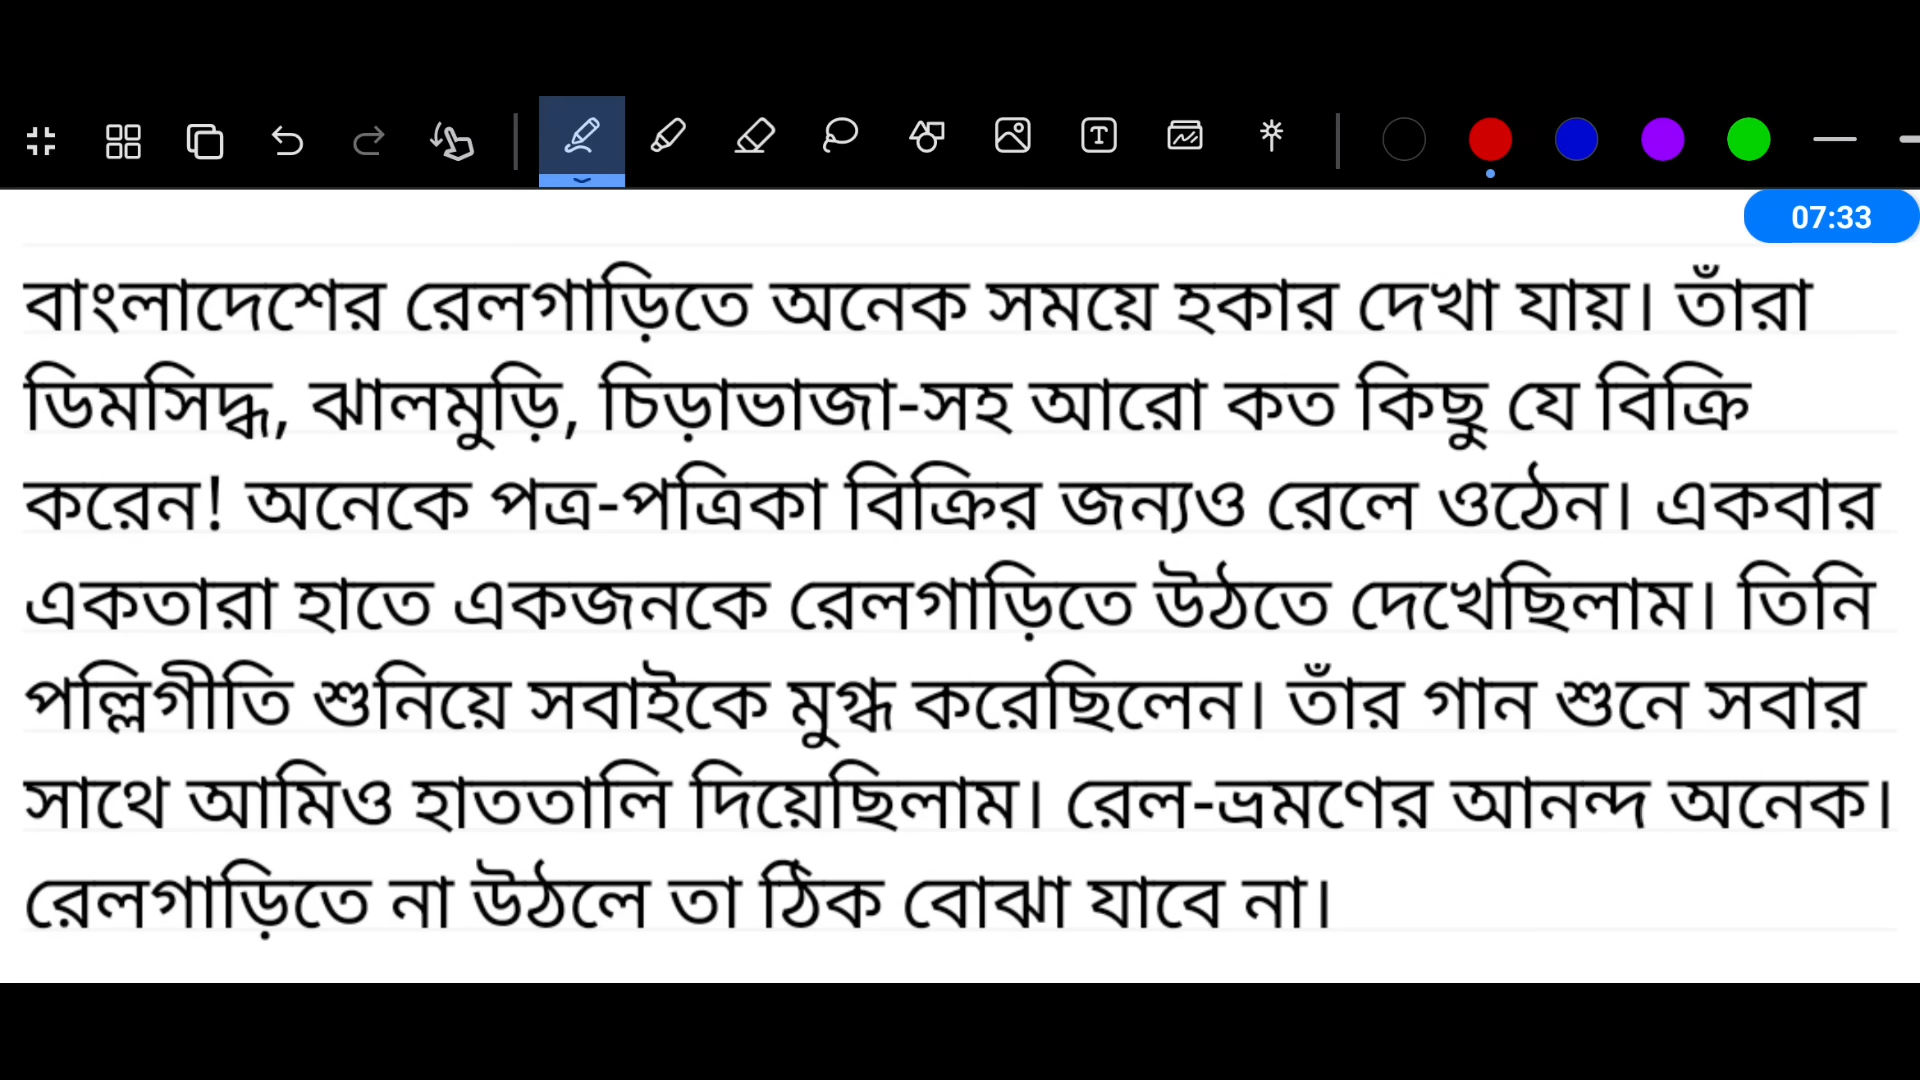 07:33
বাংলাদেশের রেলগাড়িতে অনেক সময়ে হকার দেখা যায়। তাঁরা
ডিমসিদ্ধ, ঝালমুড়ি, চিড়াভাজা-সহ আরো কত কিছু যে বিক্রি
করেন! অনেকে পত্র-পত্রিকা বিক্রির জন্যও রেলে ওঠেন। একবার
একতারা হাতে একজনকে রেলগাড়িতে উঠতে দেখেছিলাম। তিনি
পল্লিগীতি শুনিয়ে সবাইকে মুগ্ধ করেছিলেন। তাঁর গান শুনে সবার
সাথে আমিও হাততালি দিয়েছিলাম। রেল-ভ্রমণের আনন্দ অনেক।
রেলগাড়িতে না উঠলে তা ঠিক বোঝা যাবে না।